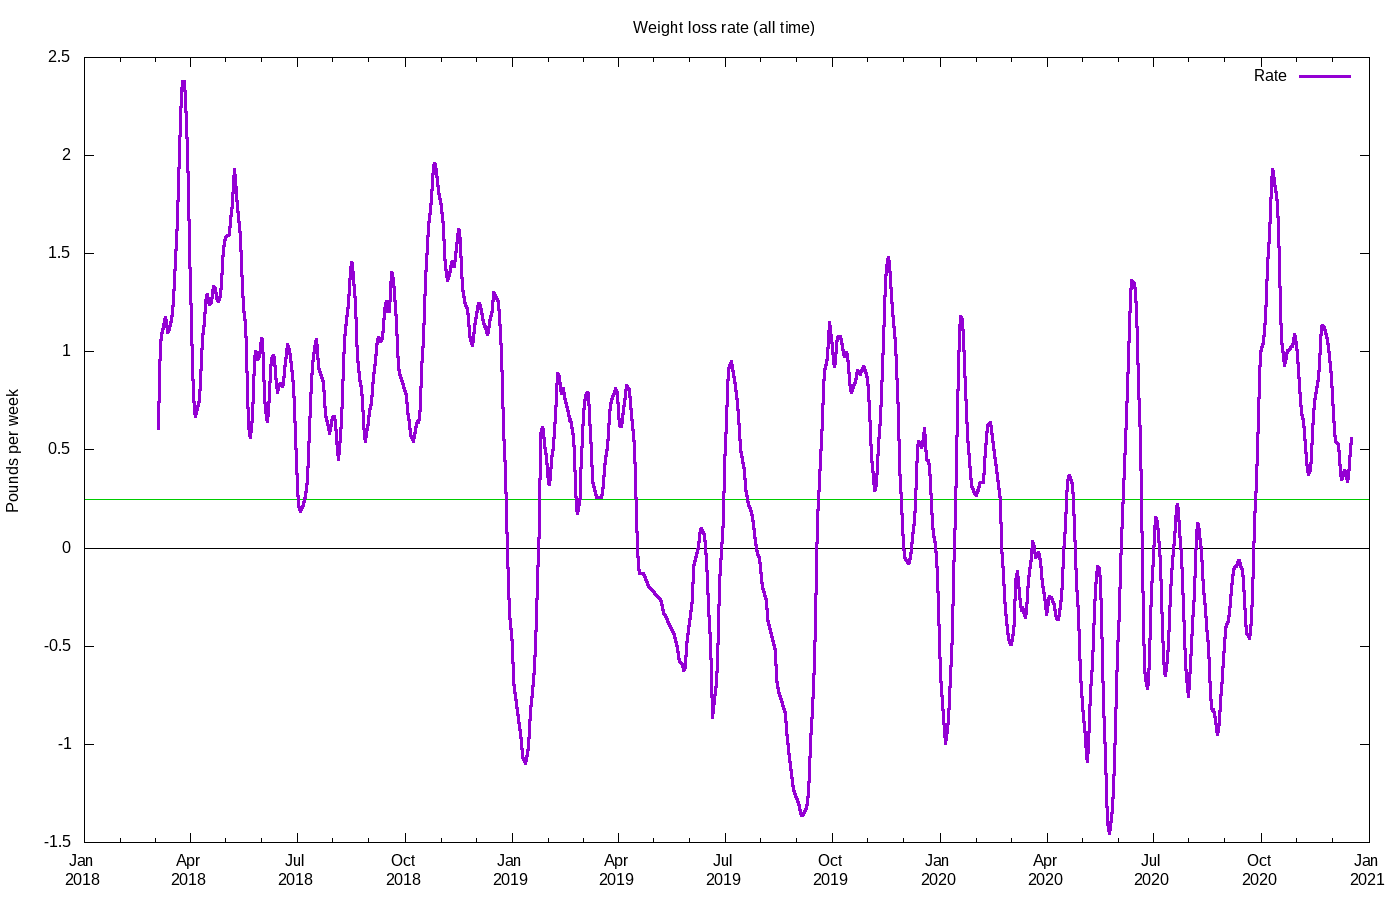 Weight loss rate (all time)
Rate
Pounds per week
2.5
2
1.5
1
0.5
0
-0.5
-1
-1.5
Jan Apr Jul Oct Jan Apr Jul Oct Jan Apr Jul Oct Jan
2018 2018 2018 2018 2019 2019 2019 2019 2020 2020 2020 2020 2021